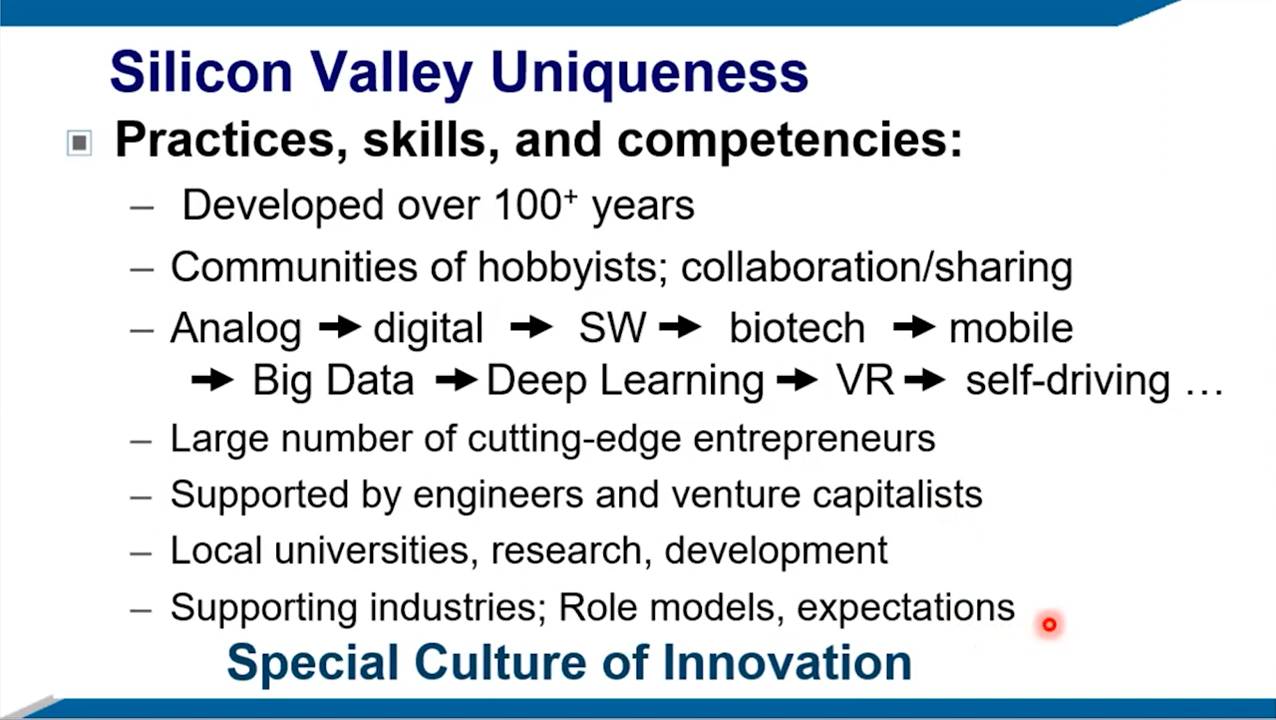 Silicon Valley Uniqueness
Practices, skills, and competencies:
– Developed over 100⁺ years
– Communities of hobbyists; collaboration/sharing
– Analog ➔ digital ➔ SW ➔ biotech ➔ mobile
➔ Big Data ➔ Deep Learning ➔ VR ➔ self-driving …
– Large number of cutting-edge entrepreneurs
– Supported by engineers and venture capitalists
– Local universities, research, development
– Supporting industries; Role models, expectations
Special Culture of Innovation